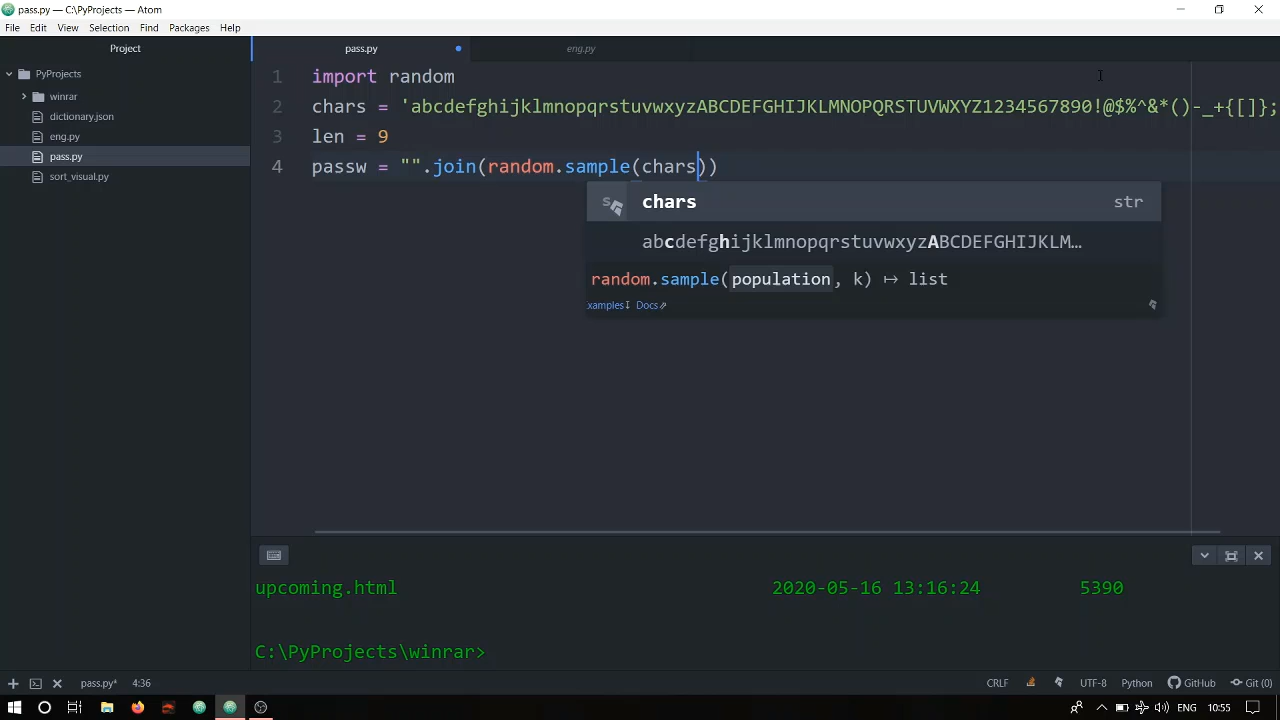 pass.py — C:\PyProjects — Atom
File Edit View Selection Find Packages Help
Project
pass.py
eng.py
PyProjects
winrar
dictionary.json
eng.py
pass.py
sort_visual.py
1 import random
2 chars = 'abcdefghijklmnopqrstuvwxyzABCDEFGHIJKLMNOPQRSTUVWXYZ1234567890!@$%^&*()-_+{[]};
3 len = 9
4 passw = "".join(random.sample(chars))
s chars str
abcdefghijklmnopqrstuvwxyzABCDEFGHIJKLM…
random.sample(population, k) ↦ list
xamples Docs
upcoming.html 2020-05-16 13:16:24 5390
C:\PyProjects\winrar>
pass.py* 4:36 CRLF UTF-8 Python GitHub Git (0)
ENG 10:55